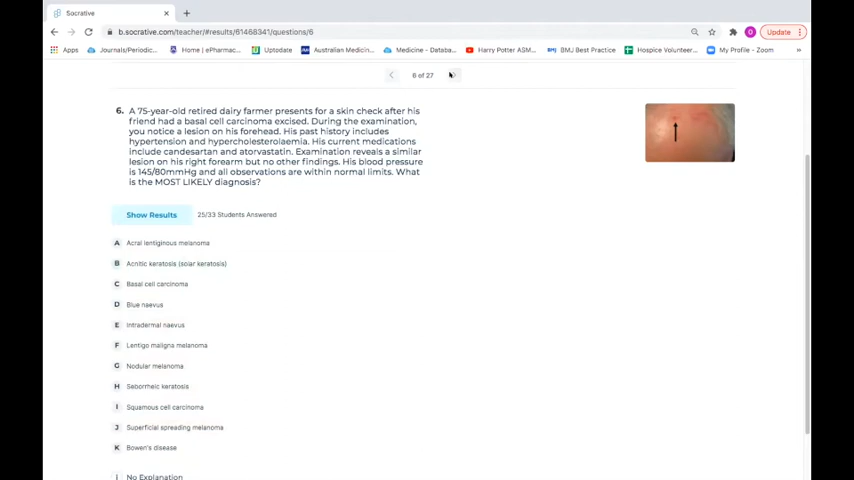 Socrative
b.socrative.com/teacher/#results/61468341/questions/6
Update
Apps
Journals/Periodic...
Home | ePharmac...
Uptodate
Australian Medicin...
Medicine - Databa...
Harry Potter ASM...
BMJ Best Practice
Hospice Volunteer...
My Profile - Zoom
»
6 of 27
6. A 75-year-old retired dairy farmer presents for a skin check after his
friend had a basal cell carcinoma excised. During the examination,
you notice a lesion on his forehead. His past history includes
hypertension and hypercholesterolaemia. His current medications
include candesartan and atorvastatin. Examination reveals a similar
lesion on his right forearm but no other findings. His blood pressure
is 145/80mmHg and all observations are within normal limits. What
is the MOST LIKELY diagnosis?
Show Results 25/33 Students Answered
A Acral lentiginous melanoma
B Acnitic keratosis (solar keratosis)
C Basal cell carcinoma
D Blue naevus
E Intradermal naevus
F Lentigo maligna melanoma
G Nodular melanoma
H Seborrheic keratosis
I Squamous cell carcinoma
J Superficial spreading melanoma
K Bowen's disease
i No Explanation